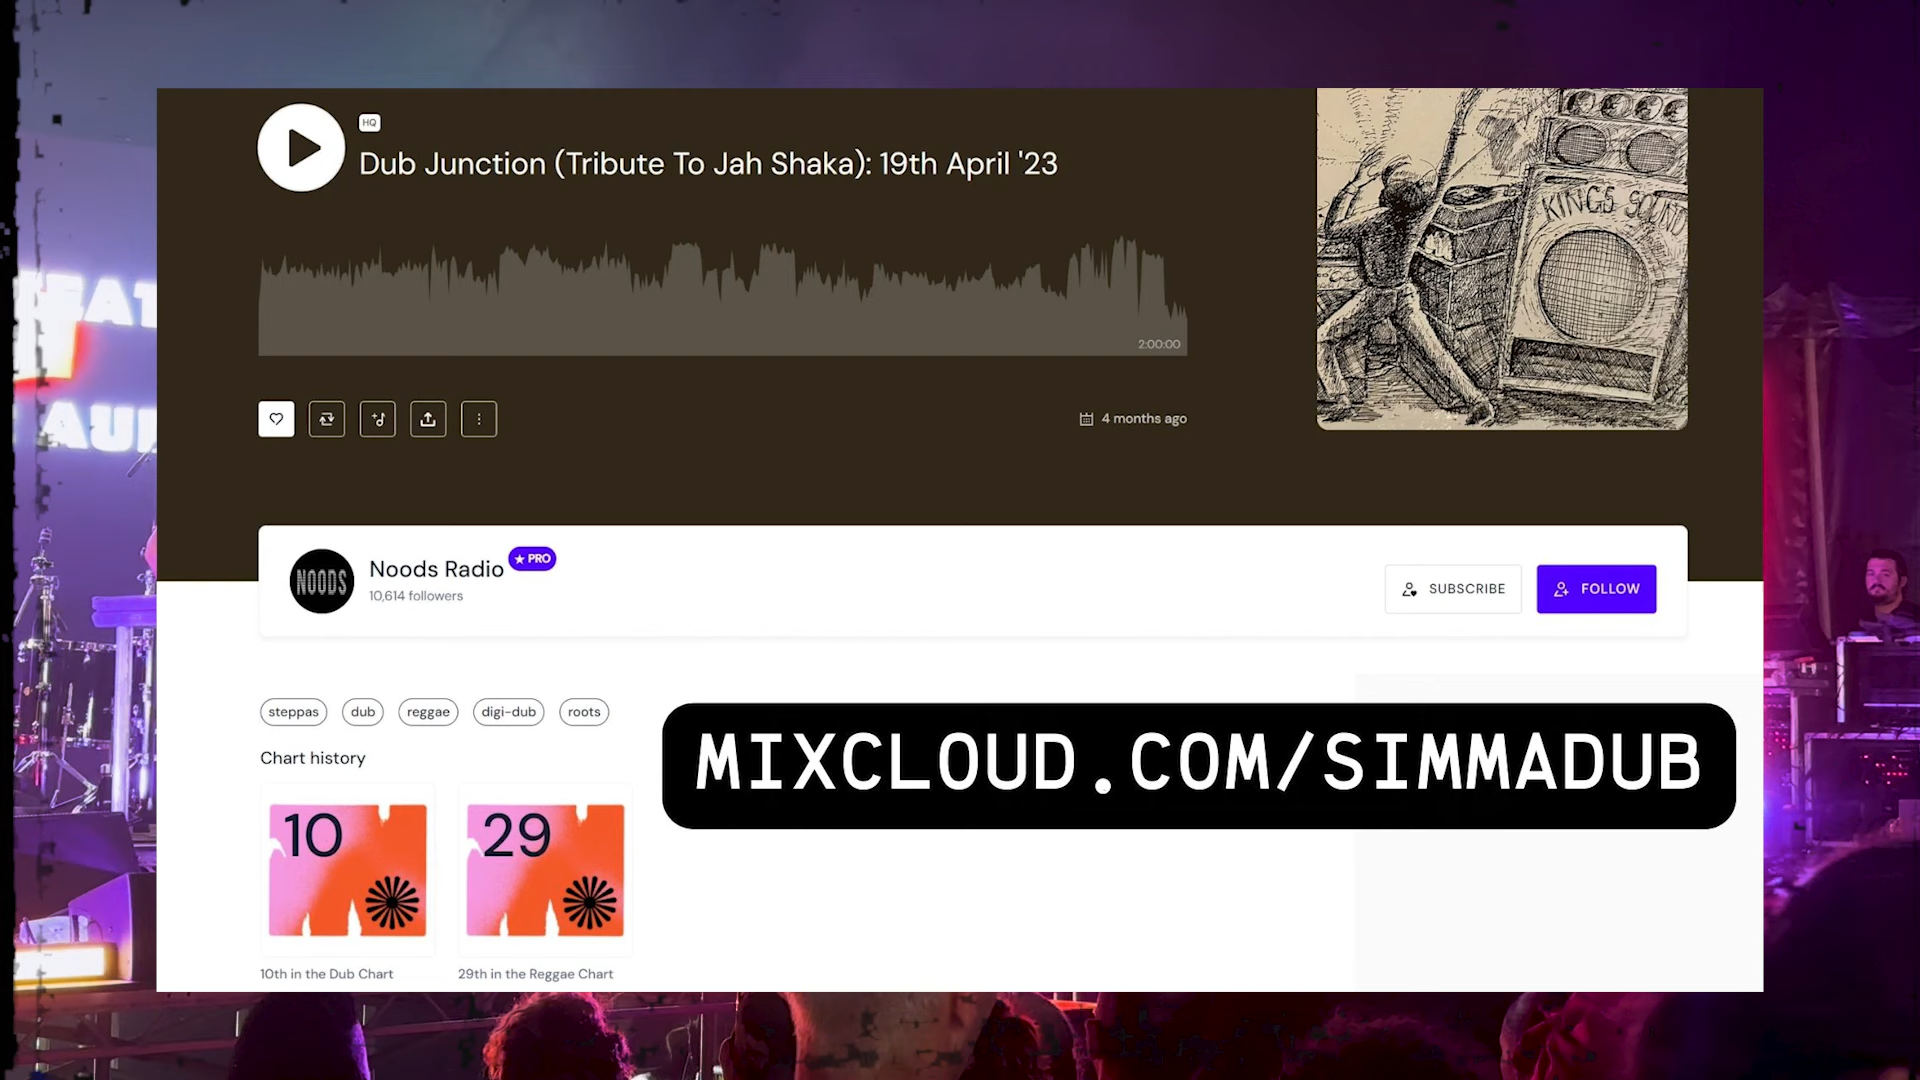 HQ
Dub Junction (Tribute To Jah Shaka): 19th April '23
KINGS SOUND
2:00:00
4 months ago
NOODS
Noods Radio
★ PRO
10,614 followers
SUBSCRIBE
FOLLOW
steppas
dub
reggae
digi-dub
roots
MIXCLOUD.COM/SIMMADUB
Chart history
10
29
10th in the Dub Chart
29th in the Reggae Chart